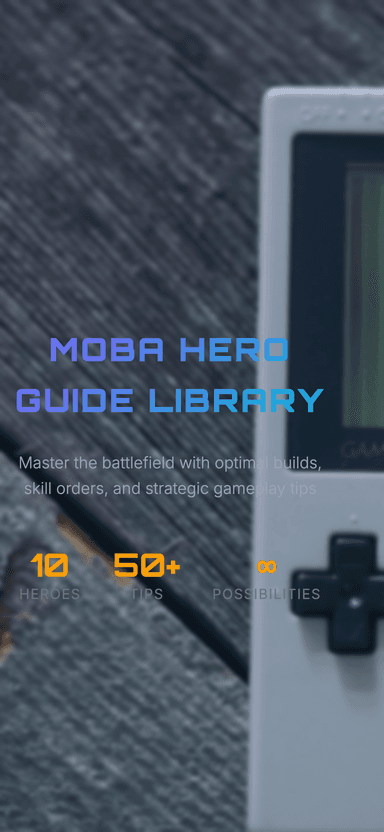 MOBA HERO
GUIDE LIBRARY
Master the battlefield with optimal builds,
skill orders, and strategic gameplay tips
10 50+ ∞
HEROES TIPS POSSIBILITIES
GAM